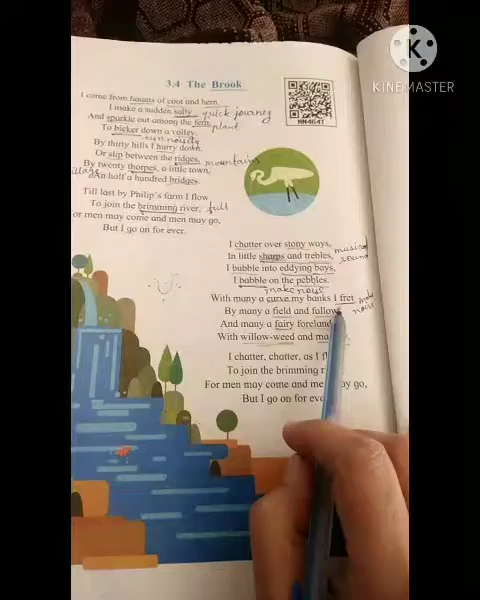 KINEMASTER
3.4 The Brook
I come from haunts of coot and hern,
I make a sudden sally quick journey
And sparkle out among the fern, plant
To bicker down a valley.
run noisily
By thirty hills I hurry down,
Or slip between the ridges, mountains
By twenty thorpes, a little town,
And half a hundred bridges.
Till last by Philip's farm I flow
To join the brimming river, full
or men may come and men may go,
But I go on for ever.
MN464T
I chatter over stony ways,
In little sharps and trebles, musical sound
I bubble into eddying bays,
I babble on the pebbles.
make noise
With many a curve my banks I fret make noise
By many a field and fallow
And many a fairy foreland
With willow-weed and
I chatter, chatter, as I
To join the brimming
For men may come and may go,
But I go on for